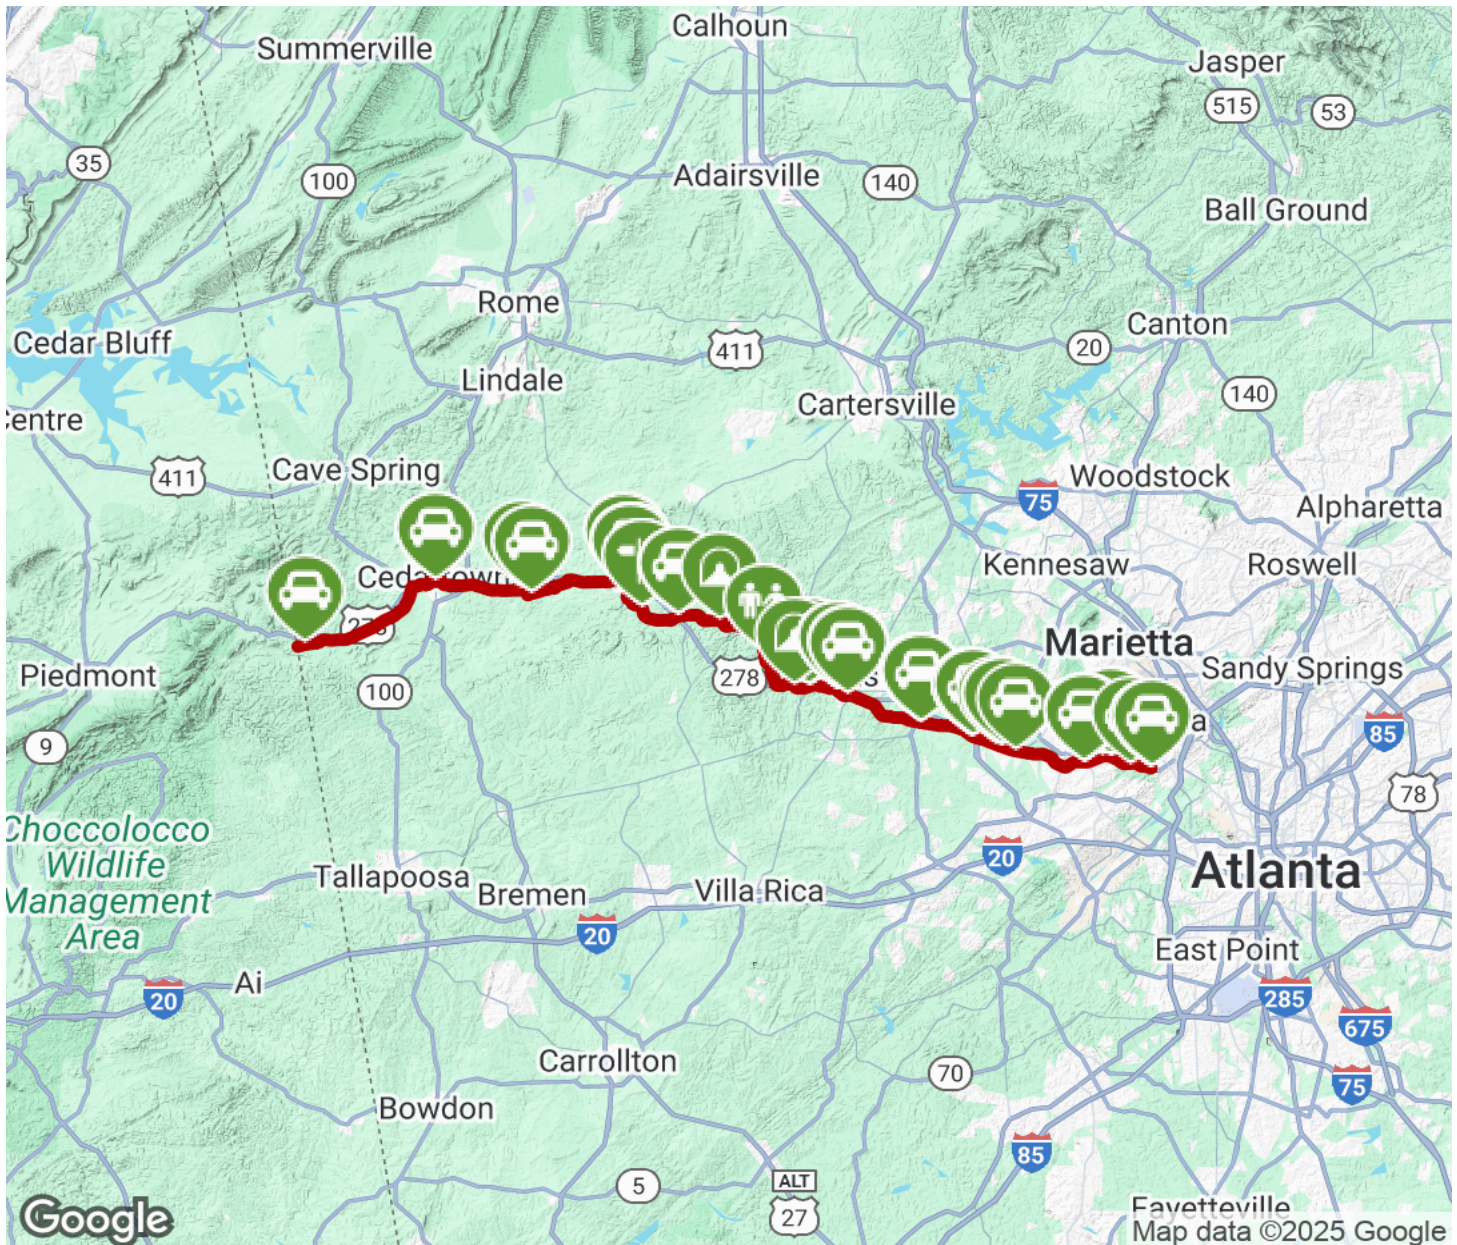 Calhoun
Summerville
Jasper
515
53
35
100
Adairsville
140
Ball Ground
Rome
Canton
Cedar Bluff
411
20
Lindale
140
Cartersville
entre
Cave Spring
411
Woodstock
75
Alpharetta
Kennesaw
Roswell
Marietta
Piedmont
278
Sandy Springs
100
9
a
85
78
Choccolocco
Wildlife
Management
Area
20
Tallapoosa
Bremen
Villa Rica
Atlanta
20
East Point
Ai
20
285
675
Carrollton
70
75
Bowdon
85
5
ALT
27
Fayetteville
Google
Map data ©2025 Google